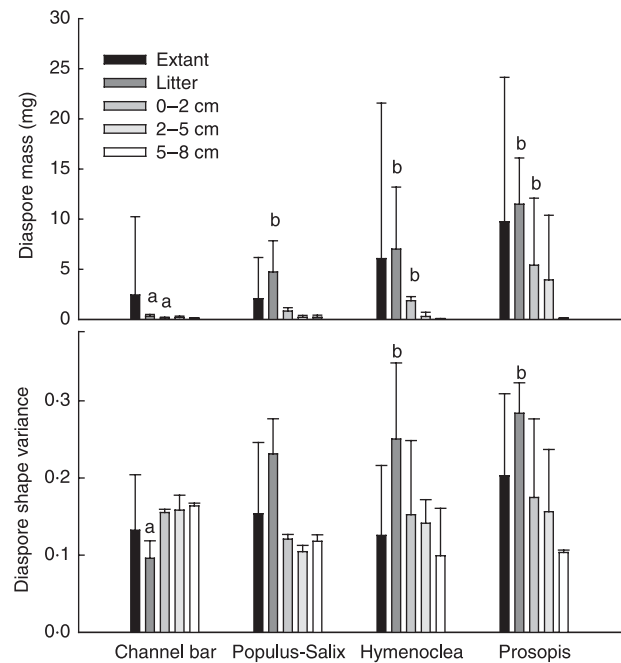 30
25
20
15
10
5
0
Diaspore mass (mg)
Extant
Litter
0–2 cm
2–5 cm
5–8 cm
a a
b
b
b
b
b
0·3
0·2
0·1
0·0
Diaspore shape variance
a
b
b
Channel bar Populus-Salix Hymenoclea Prosopis